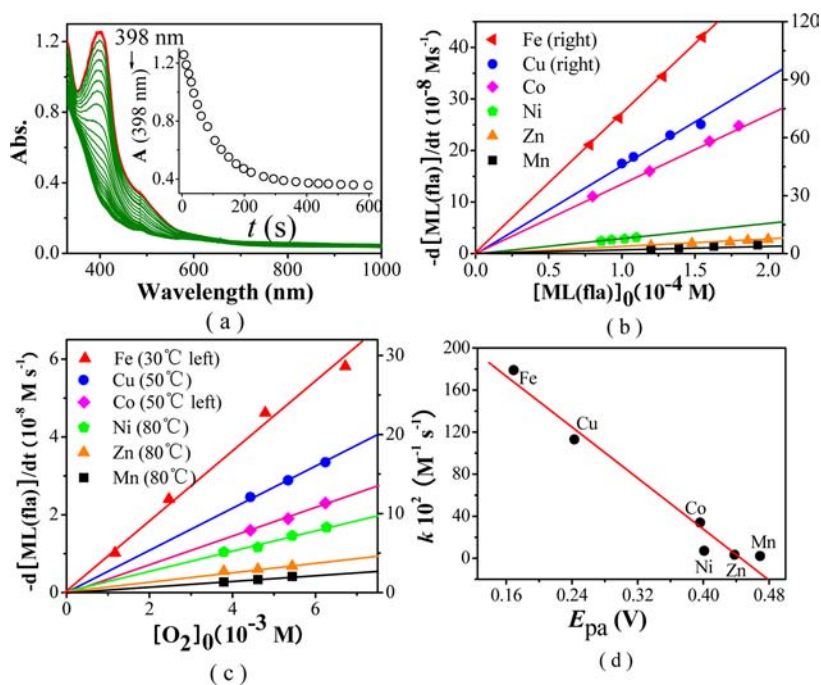 1.2
0.8
0.4
0.0
Abs.
400
600
800
1000
Wavelength (nm)
398 nm
A (398 nm)
1.2
0.8
0.4
0
200
400
600
t (s)
( a )
-d[ML(fla)]/dt (10-8 Ms-1)
40
30
20
10
0
Fe (right)
Cu (right)
Co
Ni
Zn
Mn
120
90
60
30
0
0.0
0.5
1.0
1.5
2.0
[ML(fla)]0(10-4 M)
( b )
-d[ML(fla)]/dt (10-8 M s-1)
6
4
2
0
Fe (30℃ left)
Cu (50℃)
Co (50℃ left)
Ni (80℃)
Zn (80℃)
Mn (80℃)
30
20
10
0
0
2
4
6
[O2]0(10-3 M)
( c )
k 102 (M-1 s-1)
200
160
120
80
40
0
Fe
Cu
Co
Ni
Zn
Mn
0.16
0.24
0.32
0.40
0.48
Epa (V)
( d )